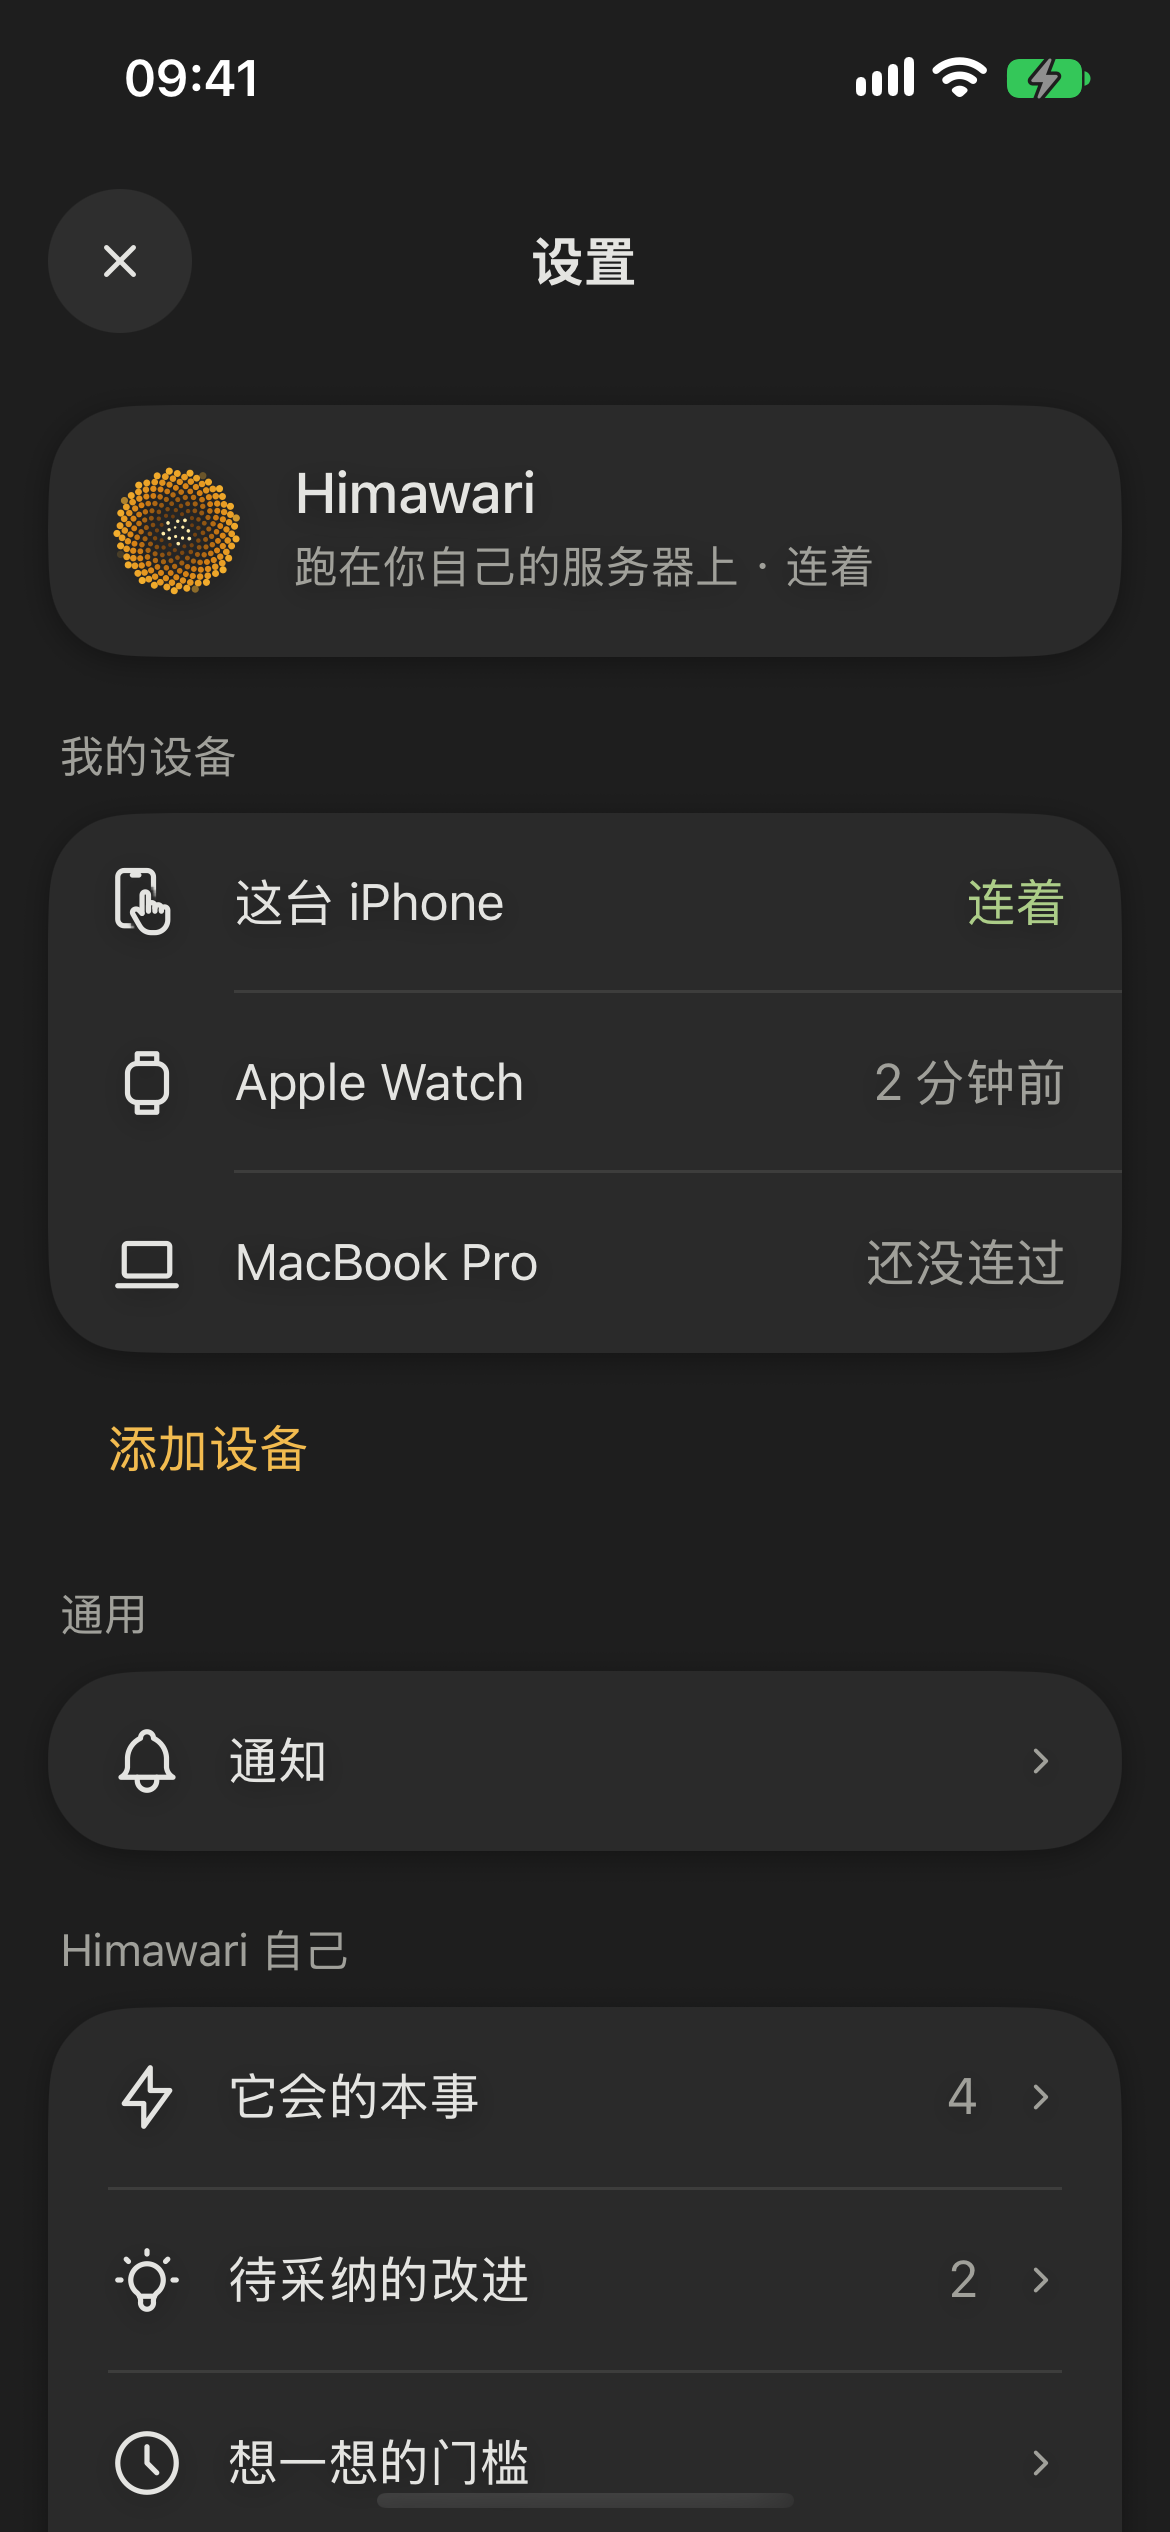 09:41
设置
Himawari
跑在你自己的服务器上 · 连着
我的设备
这台 iPhone
连着
Apple Watch
2 分钟前
MacBook Pro
还没连过
添加设备
通用
通知
Himawari 自己
它会的本事
4
待采纳的改进
2
想一想的门槛